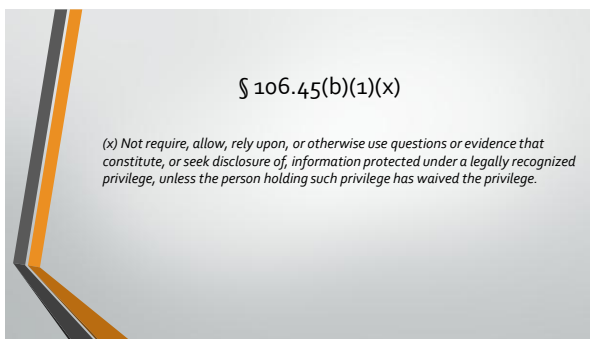 § 106.45(b)(1)(x)
(x) Not require, allow, rely upon, or otherwise use questions or evidence that
constitute, or seek disclosure of, information protected under a legally recognized
privilege, unless the person holding such privilege has waived the privilege.